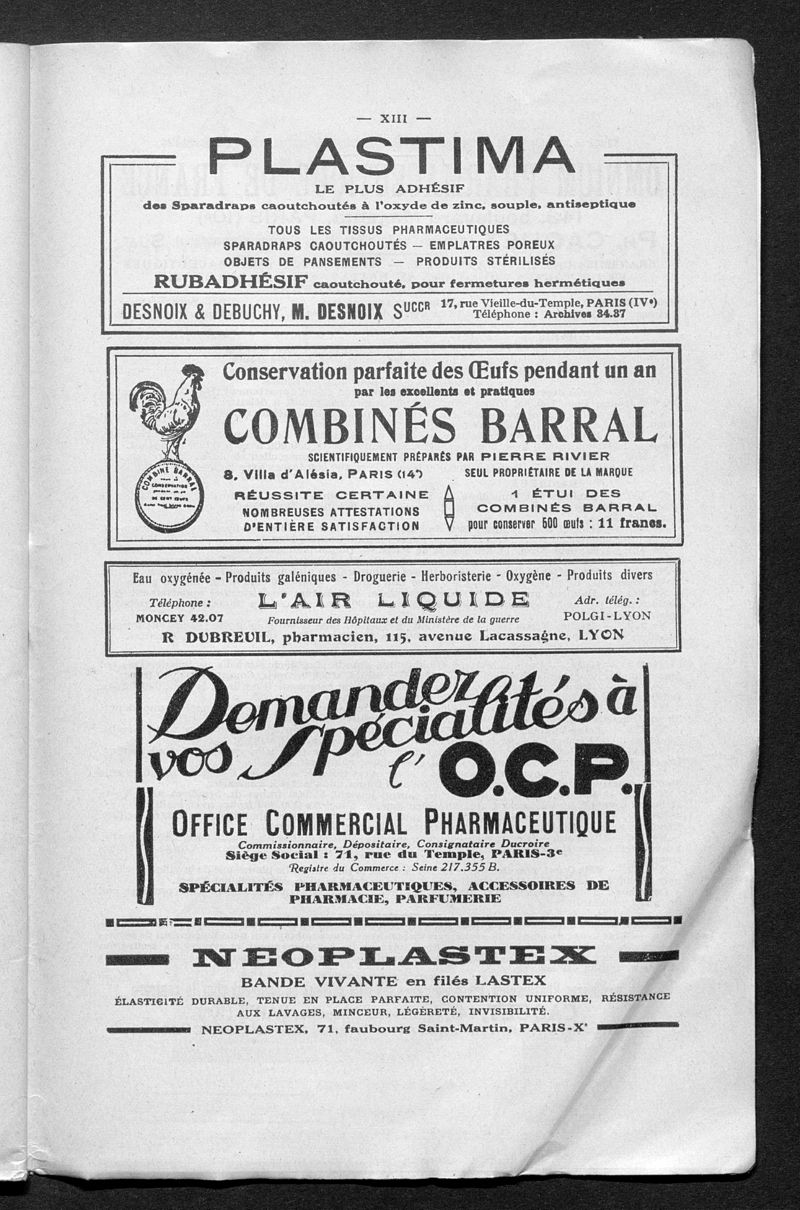 — XIII —
PLASTIMA
LE PLUS ADHÉSIF
des Sparadraps caoutchoutés à l'oxyde de zinc, souple, antiseptique
TOUS LES TISSUS PHARMACEUTIQUES
SPARADRAPS CAOUTCHOUTÉS — EMPLATRES POREUX
OBJETS DE PANSEMENTS — PRODUITS STÉRILISÉS
RUBADHÉSIF caoutchouté, pour fermetures hermétiques
DESNOIX & DEBUCHY, M. DESNOIX SUCCR
17, rue Vieille-du-Temple, PARIS (IVe)
Téléphone : Archives 34.37
Conservation parfaite des Œufs pendant un an
par les excellents et pratiques
COMBINÉS BARRAL
SCIENTIFIQUEMENT PRÉPARÉS PAR PIERRE RIVIER
8, Villa d'Alésia, PARIS (14e)
SEUL PROPRIÉTAIRE DE LA MARQUE
COMBINÉ BARRAL
CONSERVATION
DE CENT ŒUFS
RÉUSSITE CERTAINE
NOMBREUSES ATTESTATIONS
D'ENTIÈRE SATISFACTION
1 ÉTUI DES
COMBINÉS BARRAL
pour conserver 500 œufs : 11 francs.
Eau oxygénée - Produits galéniques - Droguerie - Herboristerie - Oxygène - Produits divers
Téléphone :
MONCEY 42.07
L'AIR LIQUIDE
Fournisseur des Hôpitaux et du Ministère de la guerre
Adr. télég. :
POLGI-LYON
R DUBREUIL, pharmacien, 115, avenue Lacassagne, LYON
Demandez
vos Spécialités à
l'O.C.P.
OFFICE COMMERCIAL PHARMACEUTIQUE
Commissionnaire, Dépositaire, Consignataire Ducroire
Siège Social : 71, rue du Temple, PARIS-3e
Registre du Commerce : Seine 217.355 B.
SPÉCIALITÉS PHARMACEUTIQUES, ACCESSOIRES DE
PHARMACIE, PARFUMERIE
NEOPLASTEX
BANDE VIVANTE en filés LASTEX
ÉLASTICITÉ DURABLE, TENUE EN PLACE PARFAITE, CONTENTION UNIFORME, RÉSISTANCE
AUX LAVAGES, MINCEUR, LÉGÈRETÉ, INVISIBILITÉ.
NEOPLASTEX, 71, faubourg Saint-Martin, PARIS-Xe